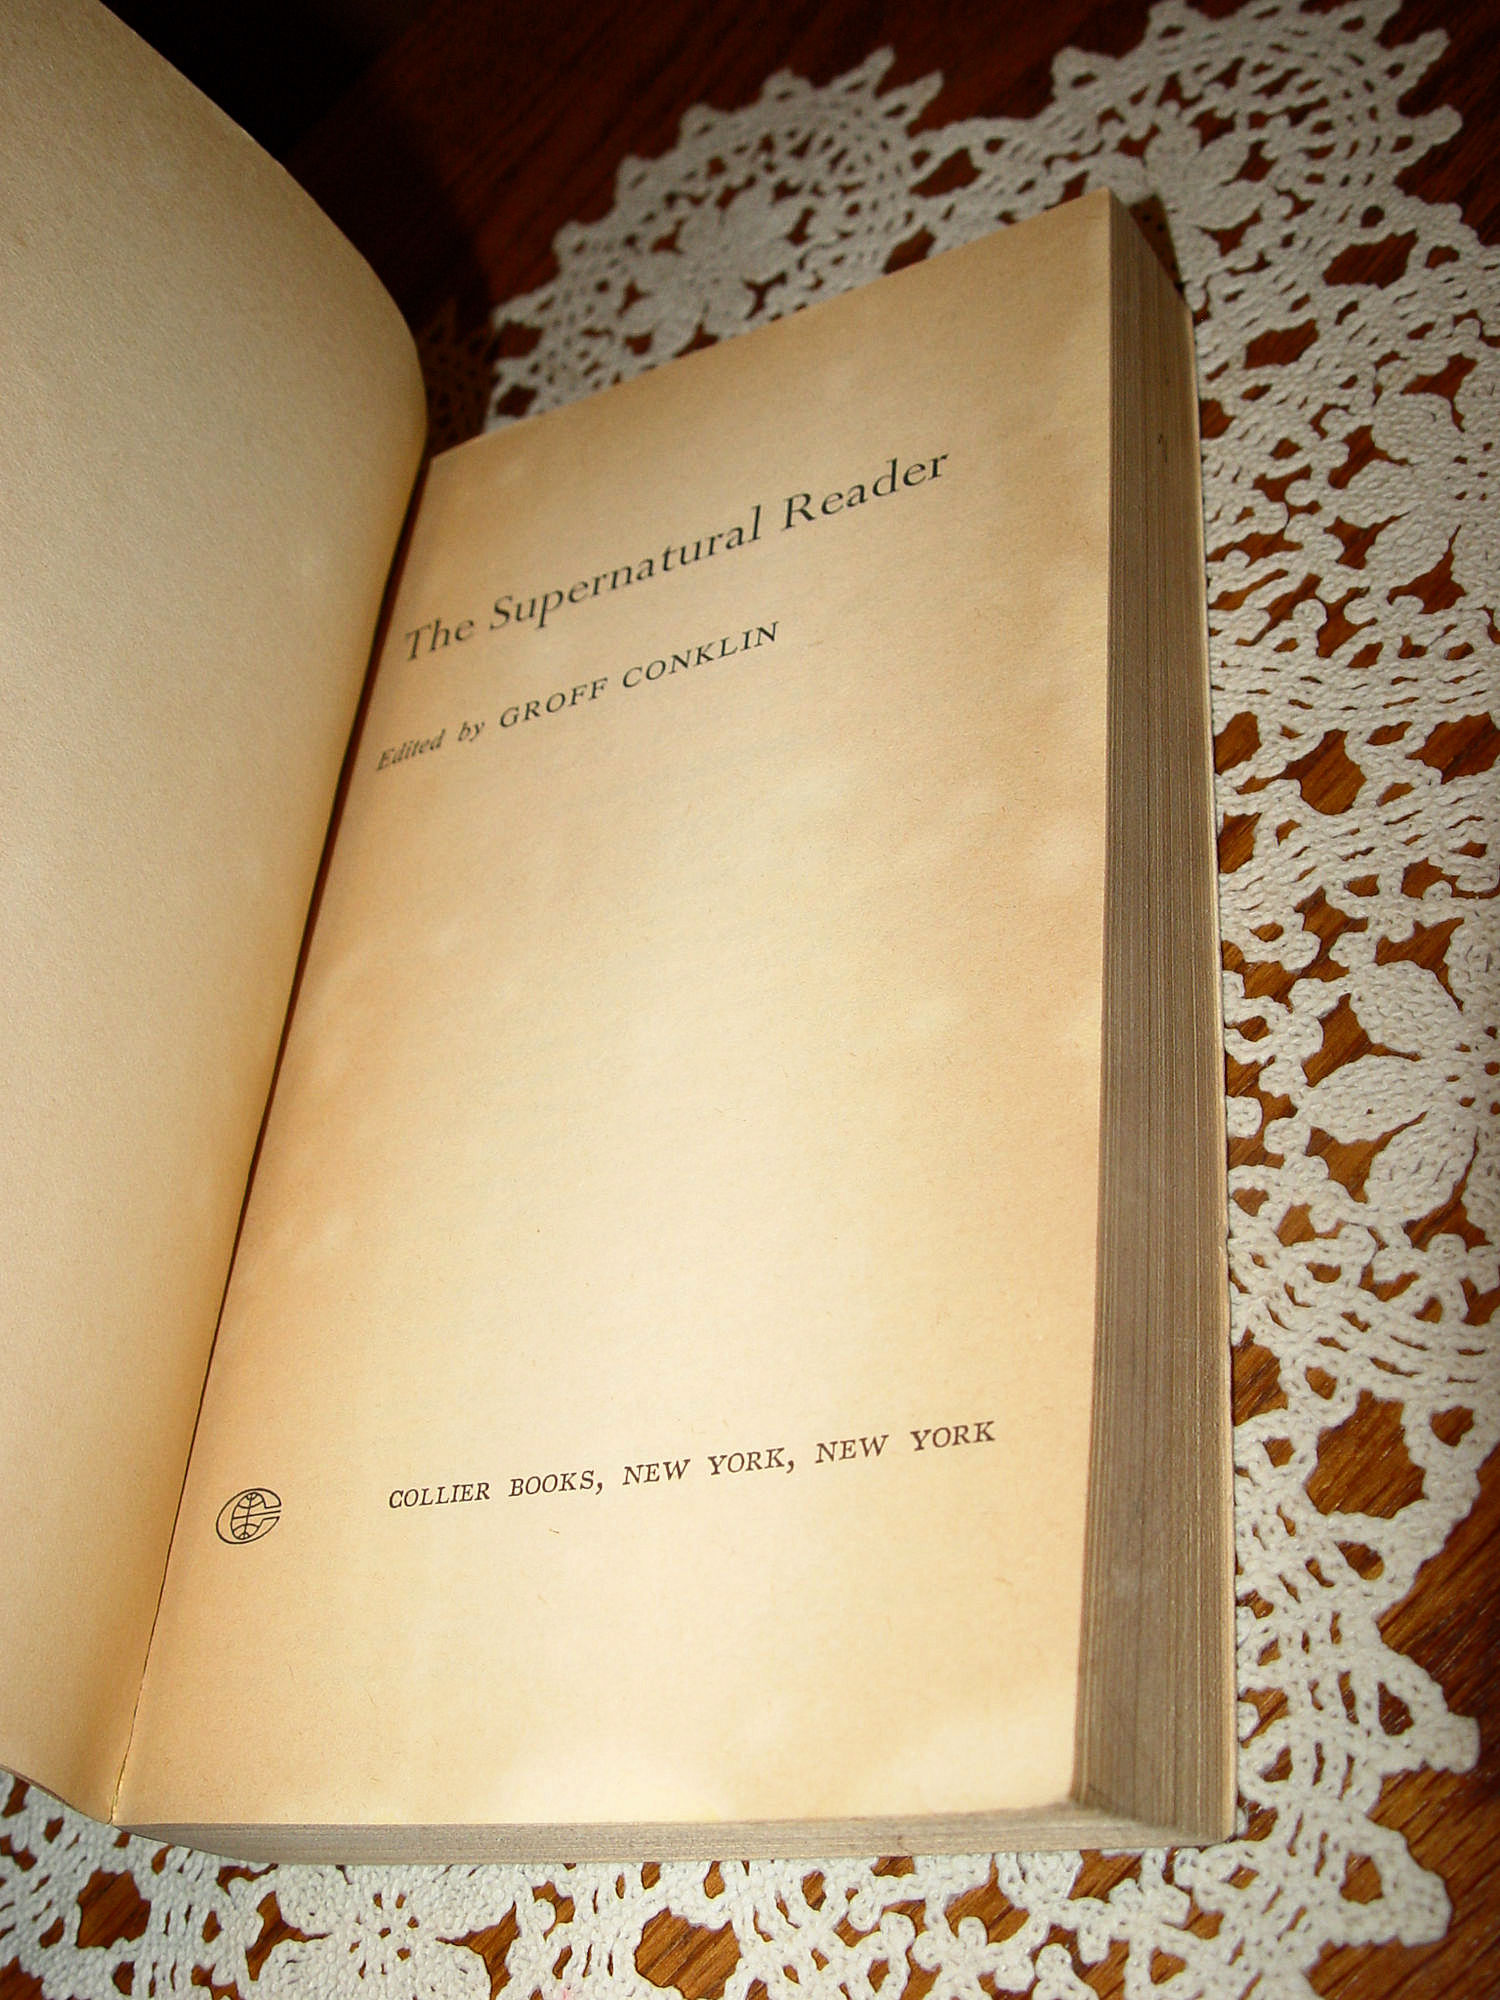 The Supernatural Reader
Edited by GROFF CONKLIN
COLLIER BOOKS, NEW YORK, NEW YORK